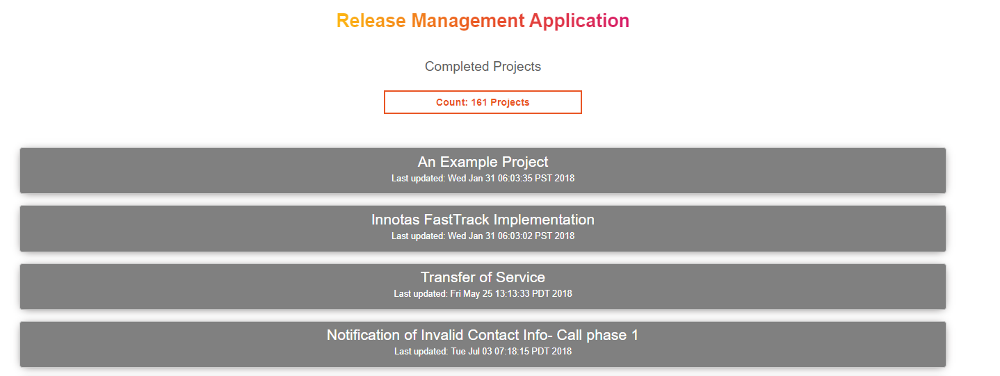 Release Management Application
Completed Projects
Count: 161 Projects
An Example Project
Last updated: Wed Jan 31 06:03:35 PST 2018
Innotas FastTrack Implementation
Last updated: Wed Jan 31 06:03:02 PST 2018
Transfer of Service
Last updated: Fri May 25 13:13:33 PDT 2018
Notification of Invalid Contact Info- Call phase 1
Last updated: Tue Jul 03 07:18:15 PDT 2018